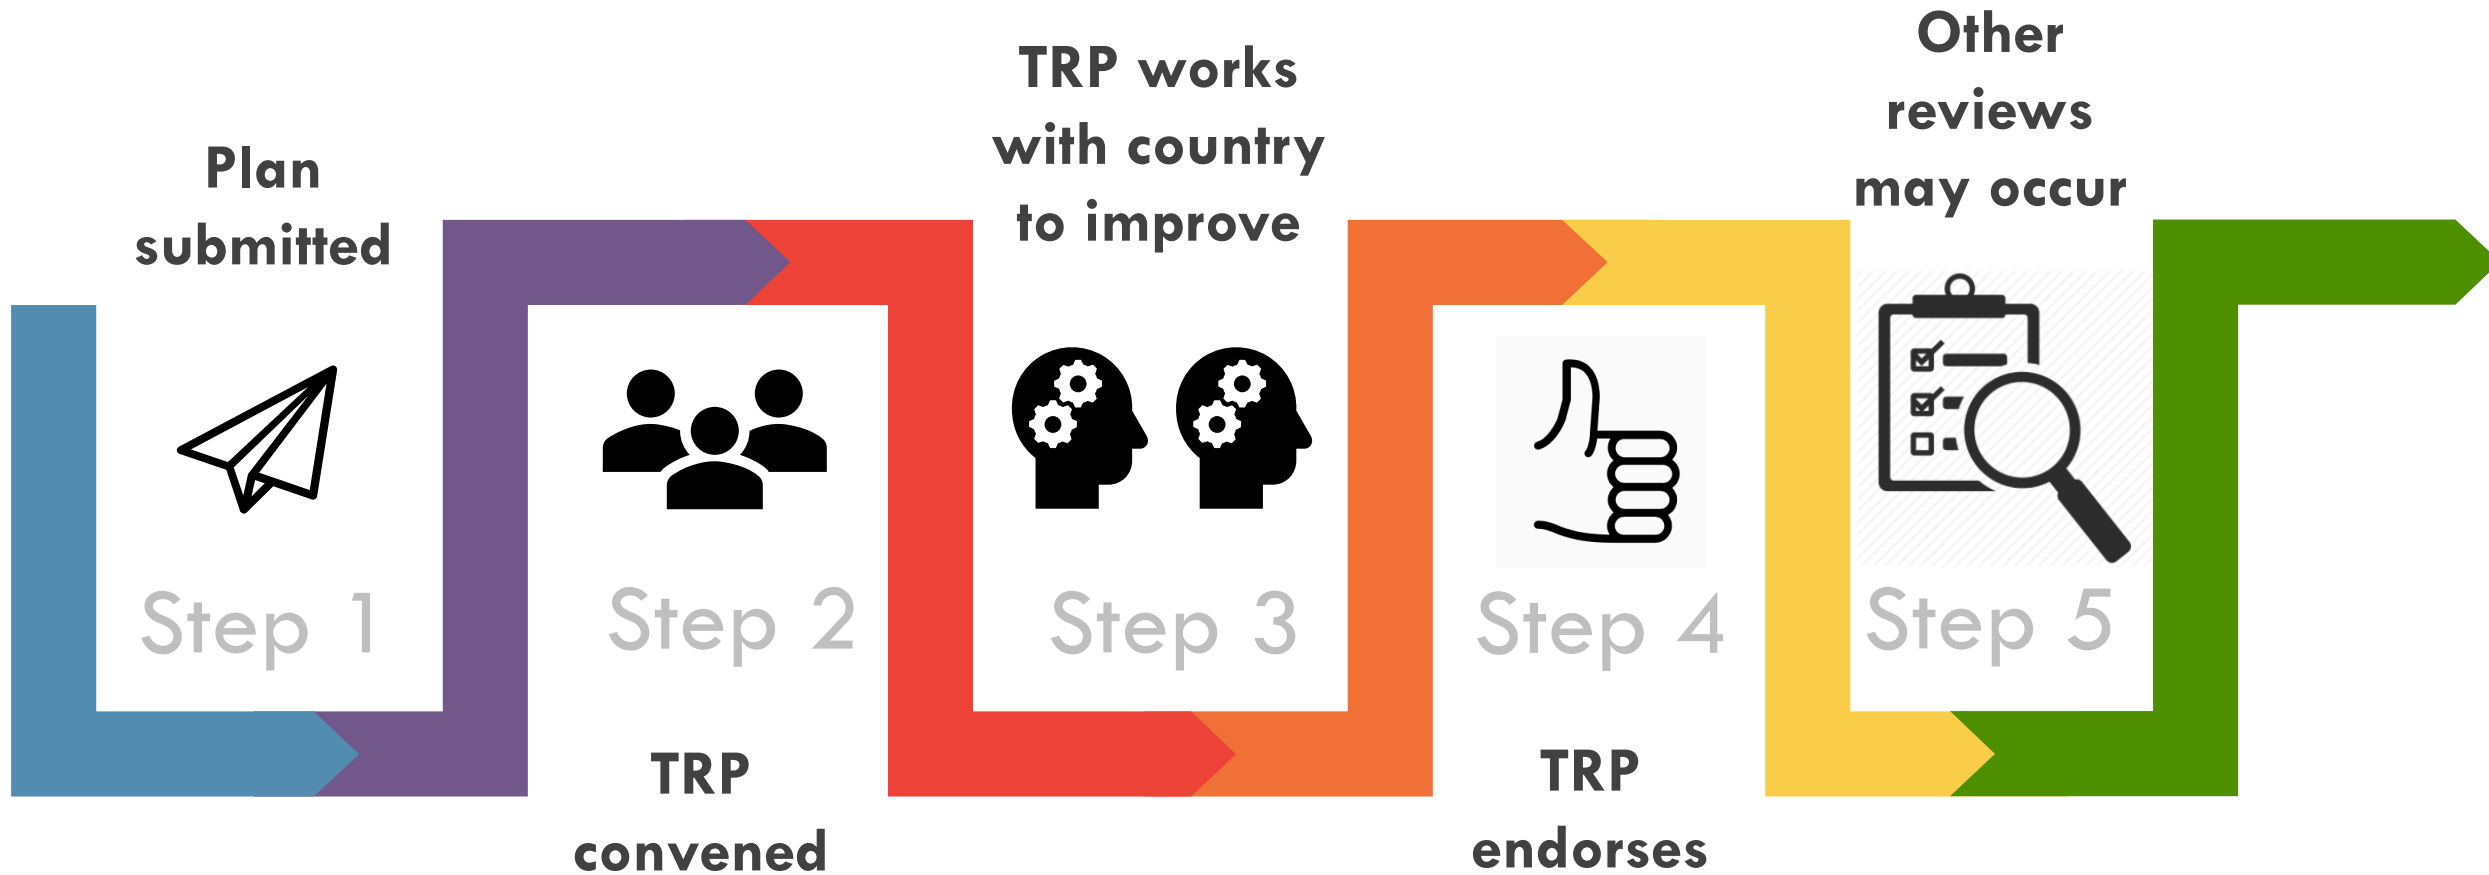 Plan
submitted
Step 1
Step 2
TRP
convened
TRP works
with country
to improve
Step 3
Step 4
TRP
endorses
Other
reviews
may occur
Step 5